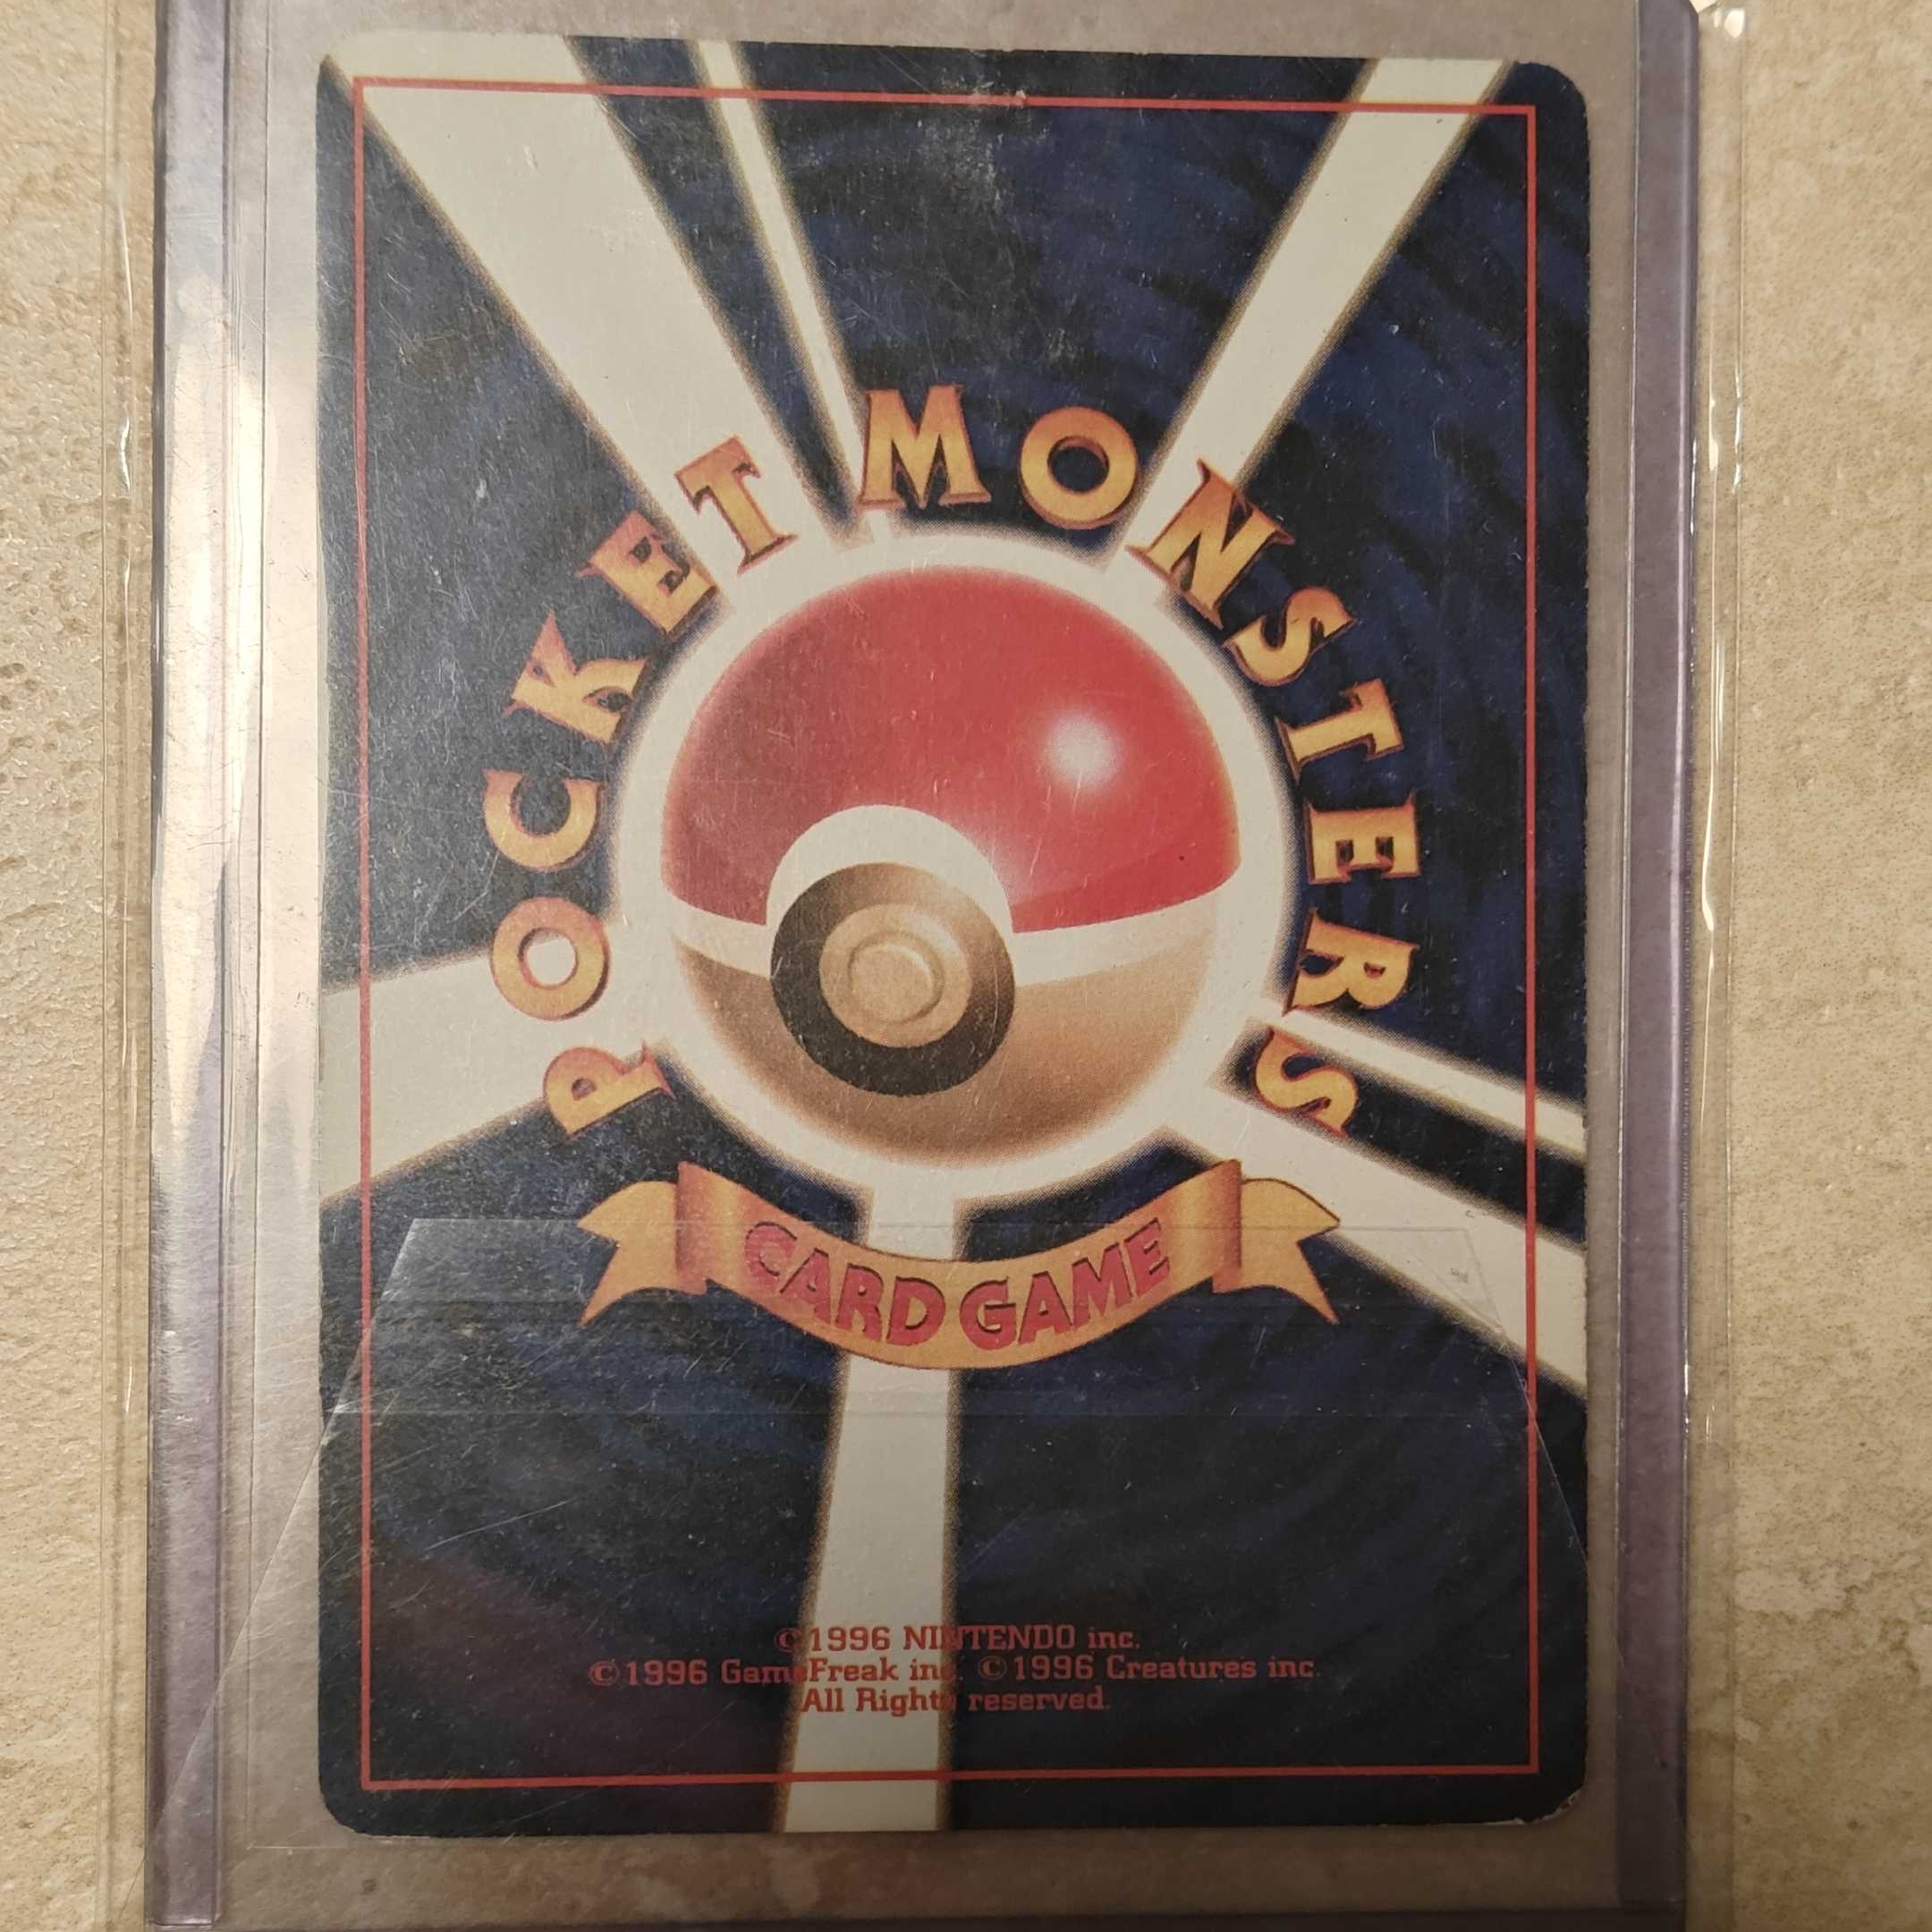 POCKET MONSTERS
CARD GAME
©1996 NINTENDO inc.
©1996 GameFreak inc. ©1996 Creatures inc.
All Rights reserved.